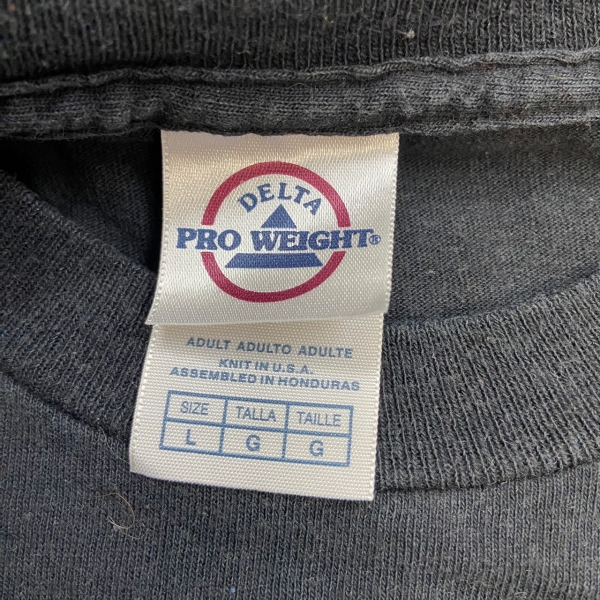 DELTA
PRO WEIGHT®
ADULT ADULTO ADULTE
KNIT IN U.S.A.
ASSEMBLED IN HONDURAS
SIZE TALLA TAILLE
L G G